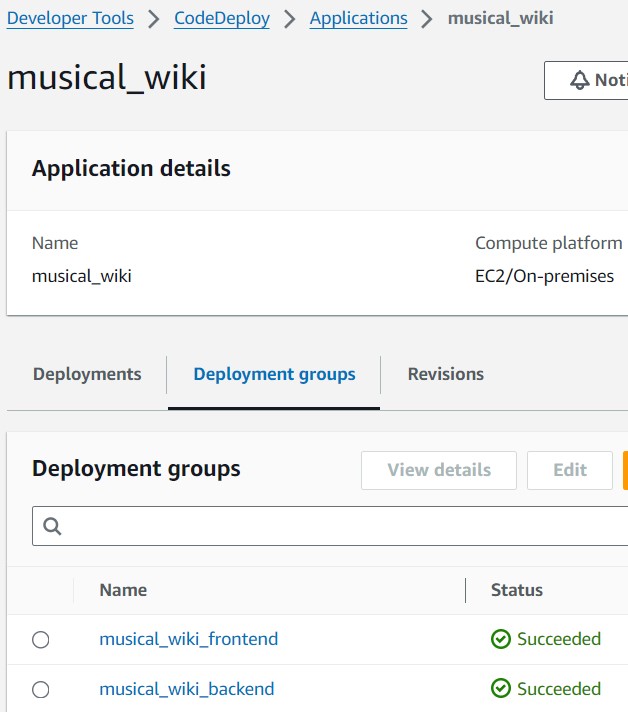 Developer Tools > CodeDeploy > Applications > musical_wiki
musical_wiki
Noti
Application details
Name
Compute platform
musical_wiki
EC2/On-premises
Deployments
Deployment groups
Revisions
Deployment groups
View details
Edit
Name
Status
musical_wiki_frontend
Succeeded
musical_wiki_backend
Succeeded